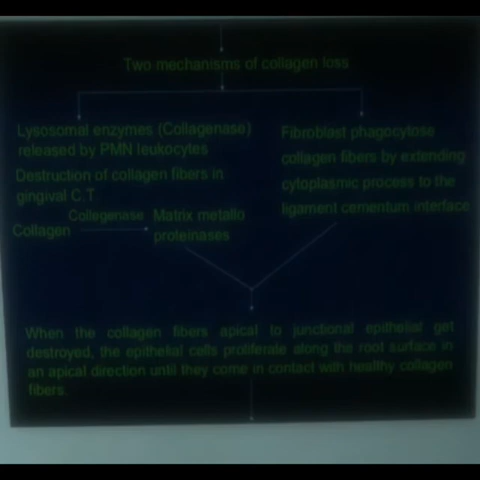 Two mechanisms of collagen loss
Lysosomal enzymes (Collagenase)
released by PMN leukocytes
Destruction of collagen fibers in
gingival C.T.
Collegenase
Collagen
Matrix metallo
proteinases
Fibroblast phagocytose
collagen fibers by extending
cytoplasmic process to the
ligament cementum interface
When the collagen fibers apical to junctional epithelial get
destroyed, the epithelial cells proliferate along the root surface in
an apical direction until they come in contact with healthy collagen
fibers.